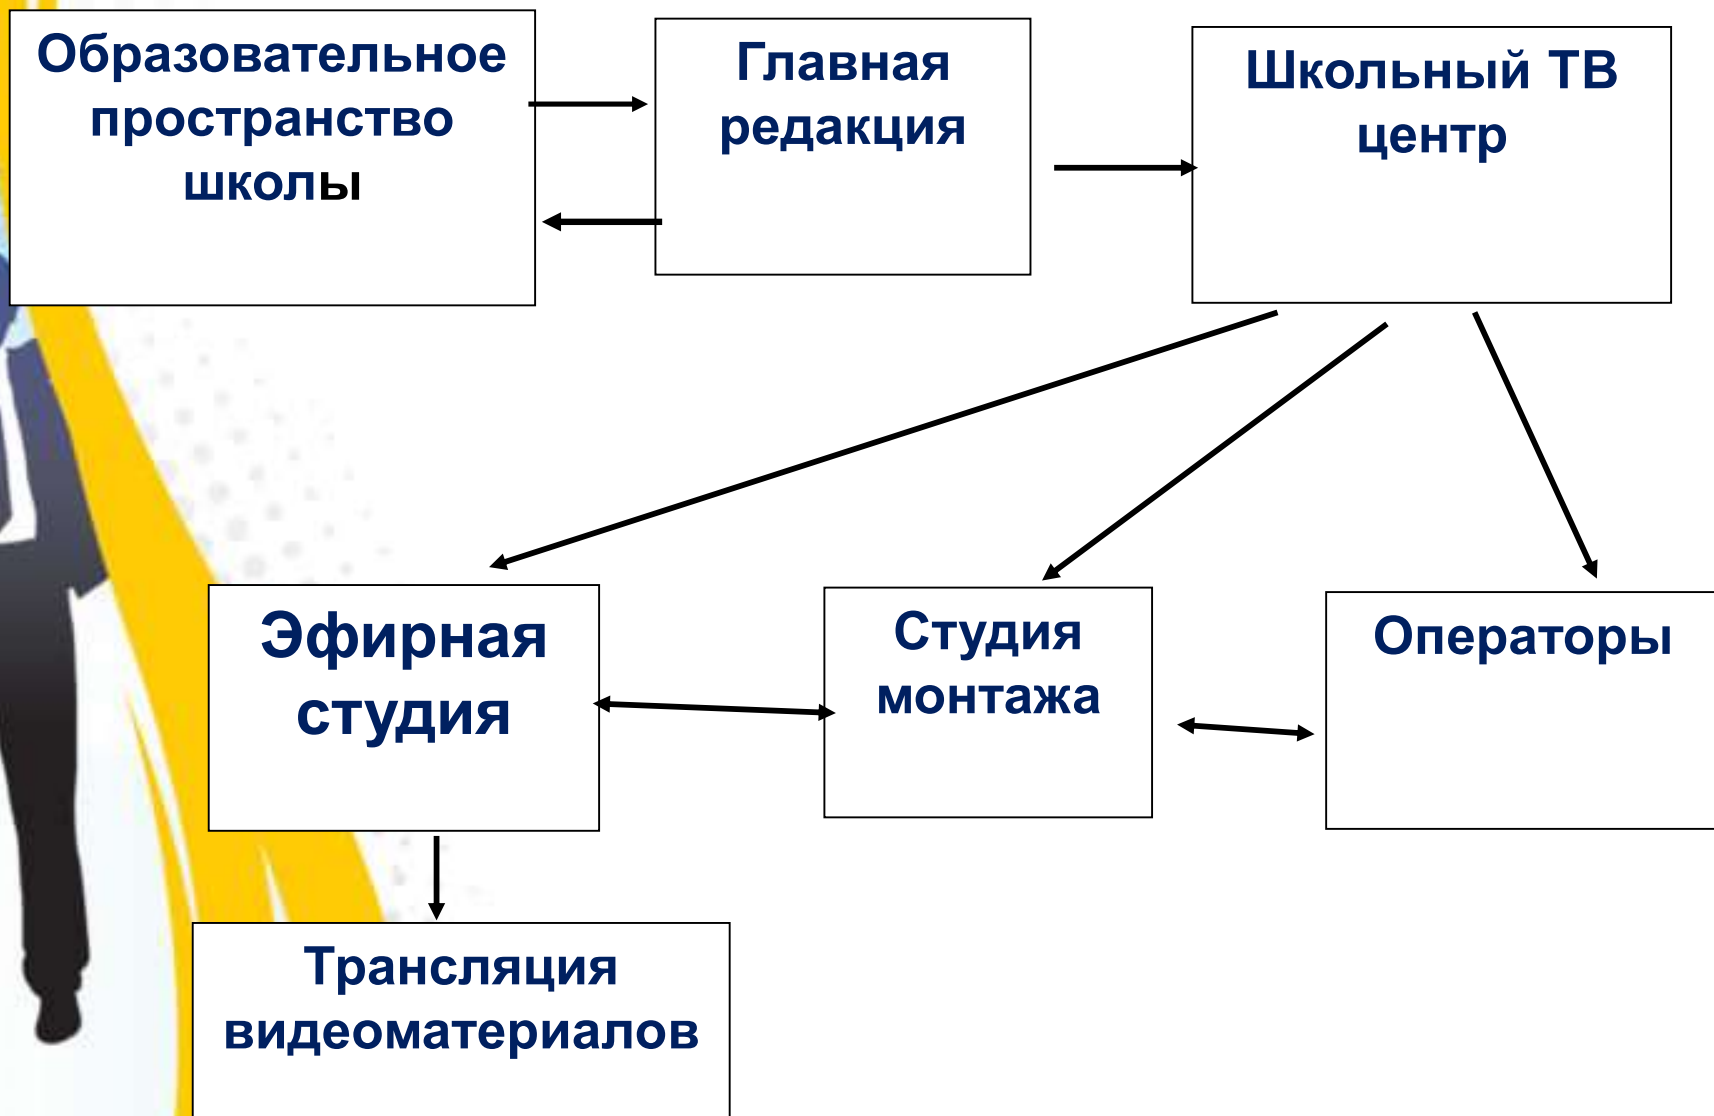 Образовательное
пространство
школы
Главная
редакция
Школьный ТВ
центр
Эфирная
студия
Студия
монтажа
Операторы
Трансляция
видеоматериалов